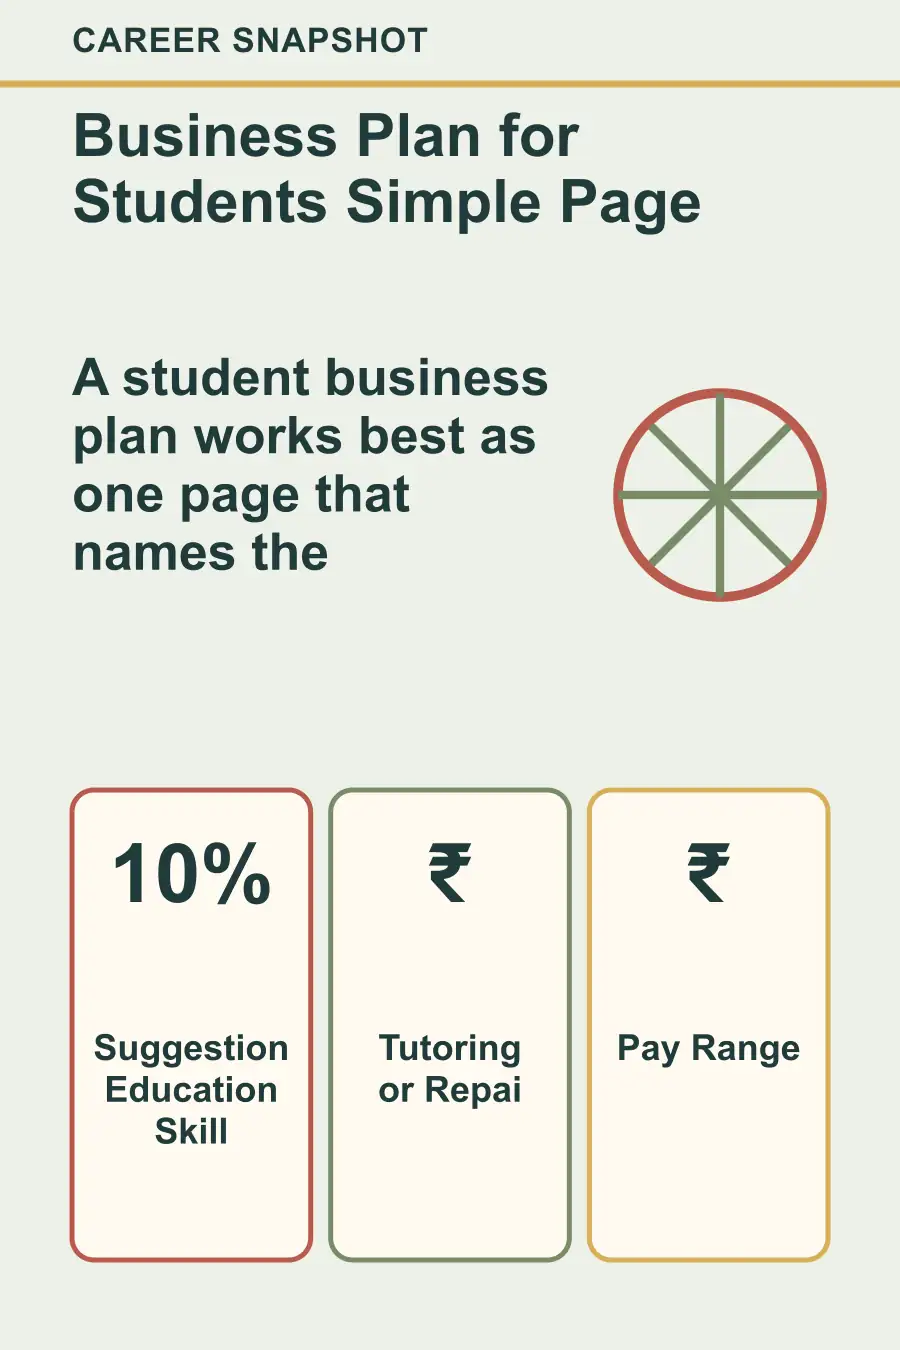 CAREER SNAPSHOT
Business Plan for
Students Simple Page
A student business
plan works best as
one page that
names the
10%
Suggestion
Education
Skill
₹
Tutoring
or Repai
₹
Pay Range